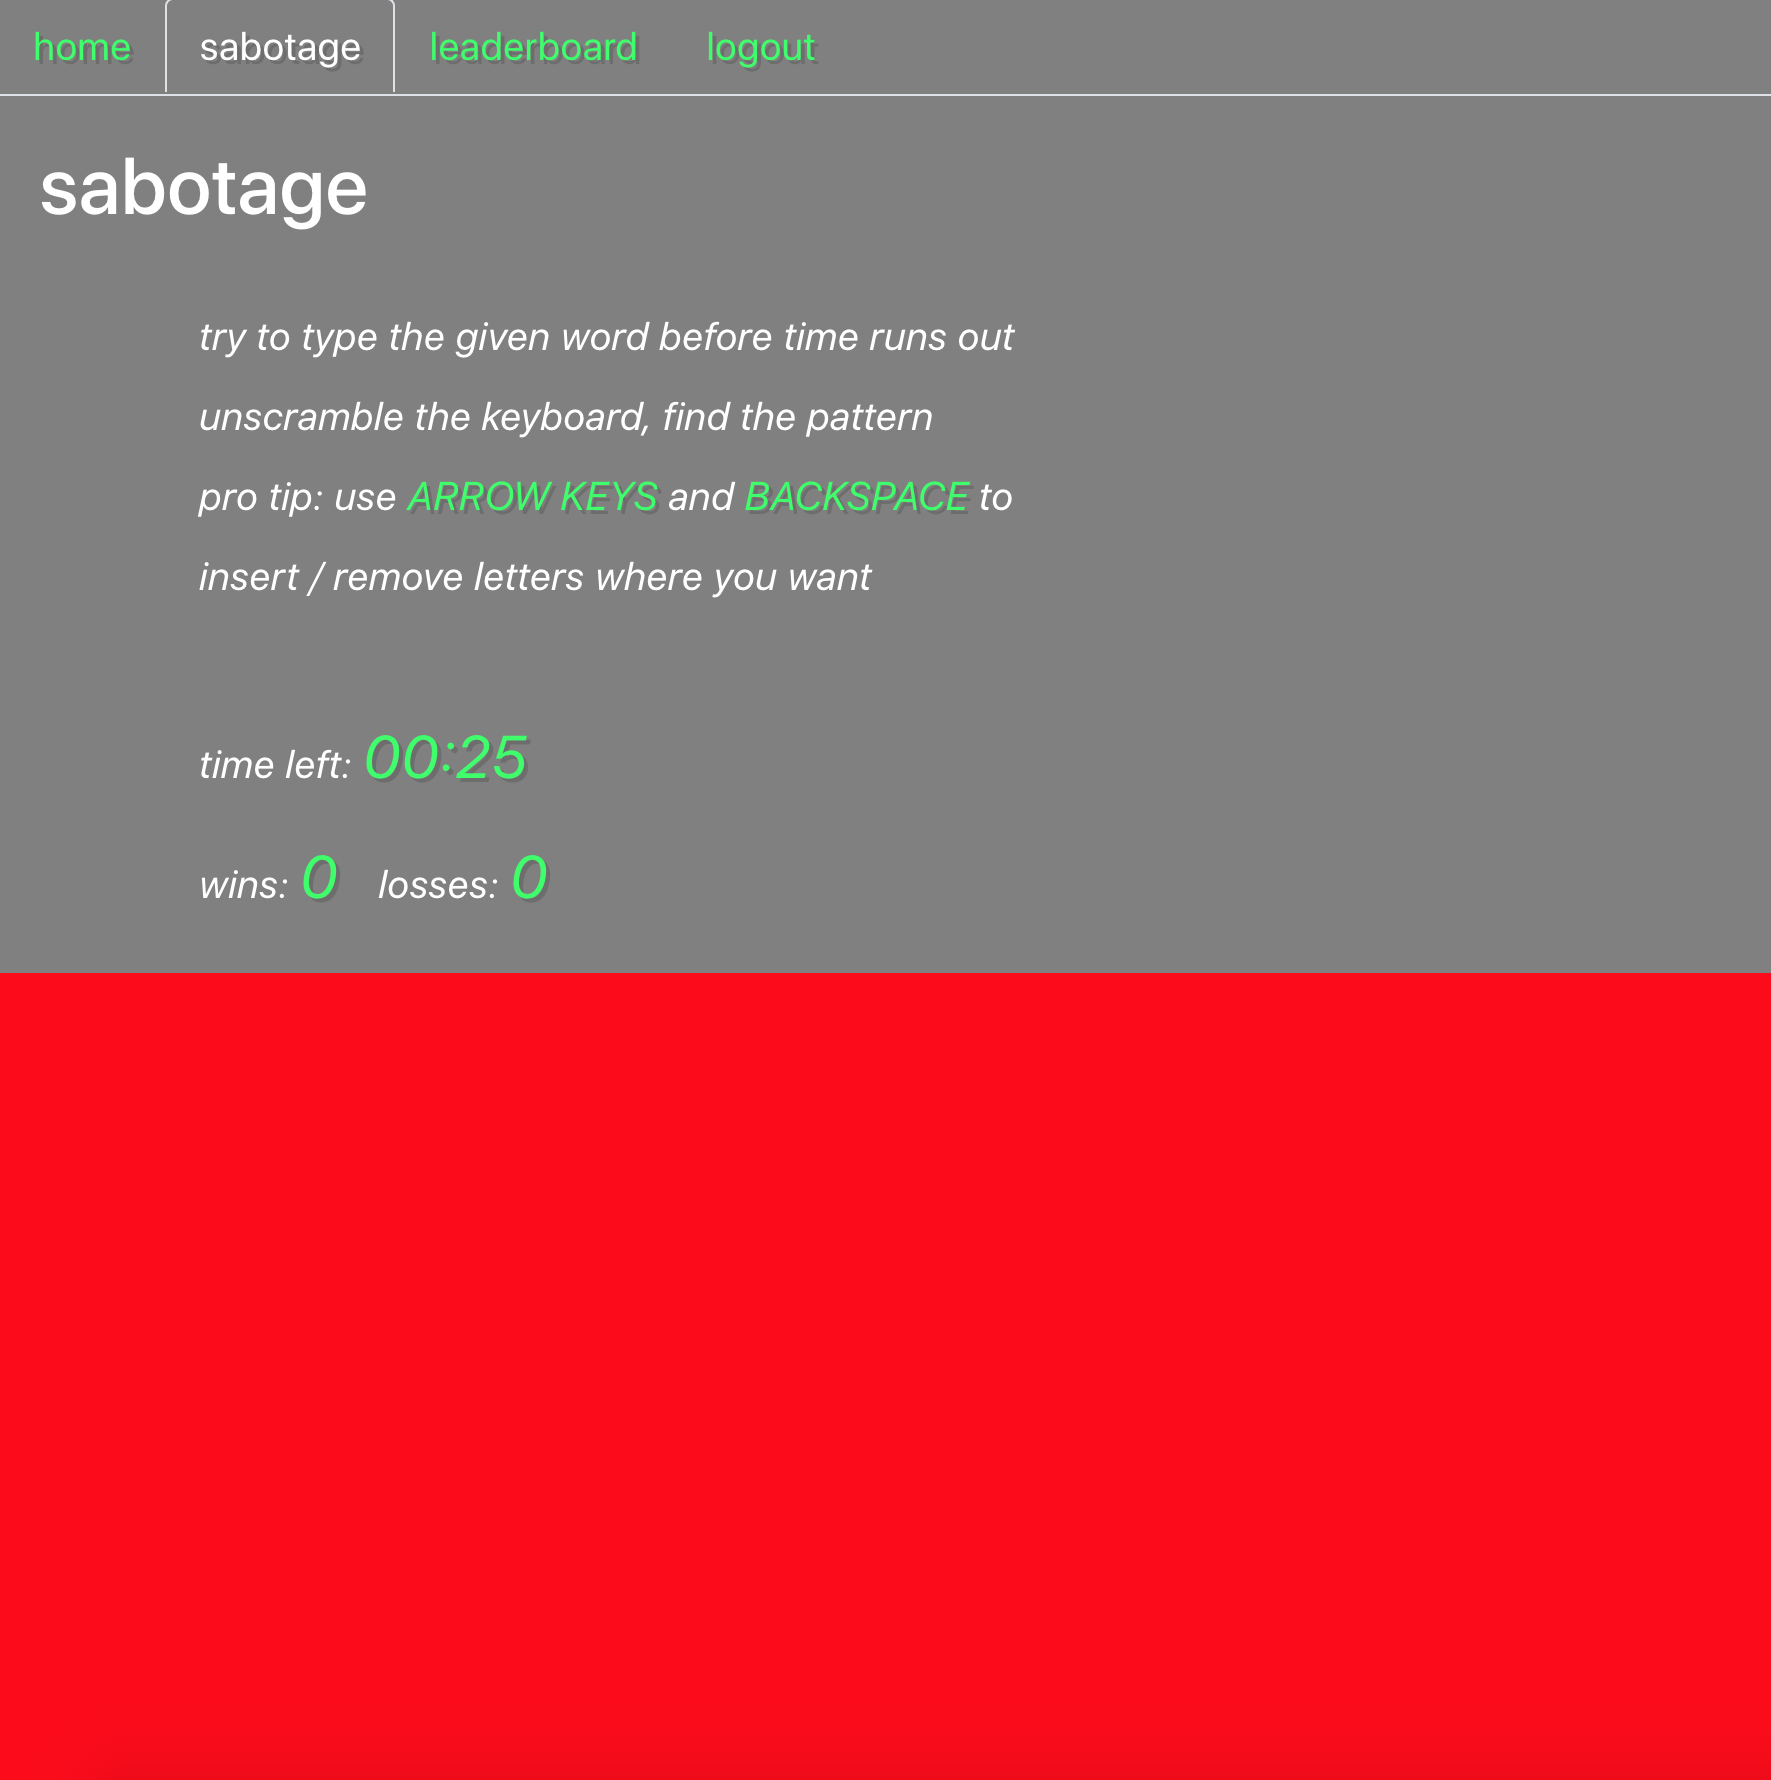 home sabotage leaderboard logout
sabotage
try to type the given word before time runs out
unscramble the keyboard, find the pattern
pro tip: use ARROW KEYS and BACKSPACE to
insert / remove letters where you want
time left: 00:25
wins: 0 losses: 0